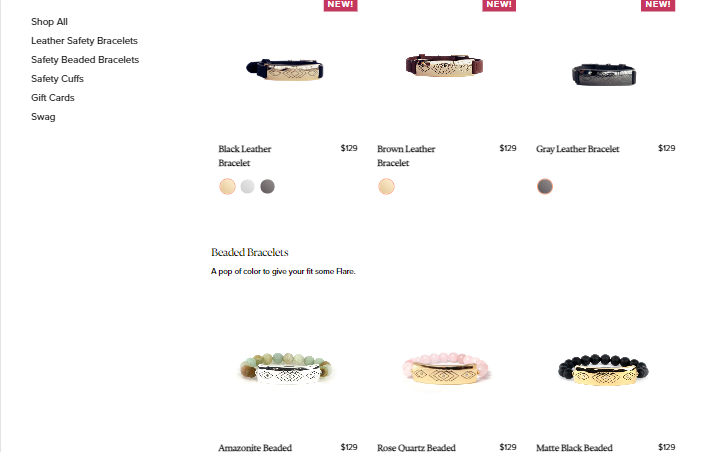 NEW!
NEW!
NEW!
Shop All
Leather Safety Bracelets
Safety Beaded Bracelets
Safety Cuffs
Gift Cards
Swag
Black Leather Bracelet
$129
Brown Leather Bracelet
$129
Gray Leather Bracelet
$129
Beaded Bracelets
A pop of color to give your fit some Flare.
Amazonite Beaded
$129
Rose Quartz Beaded
$129
Matte Black Beaded
$129